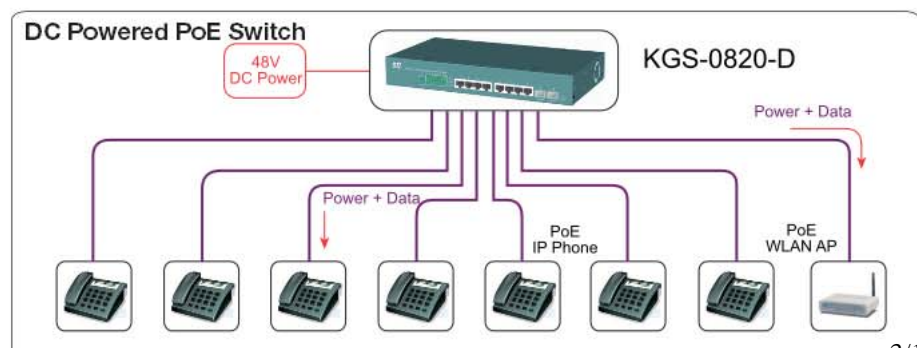 DC Powered PoE Switch
48V
DC Power
KGS-0820-D
Power + Data
Power + Data
PoE
IP Phone
PoE
WLAN AP